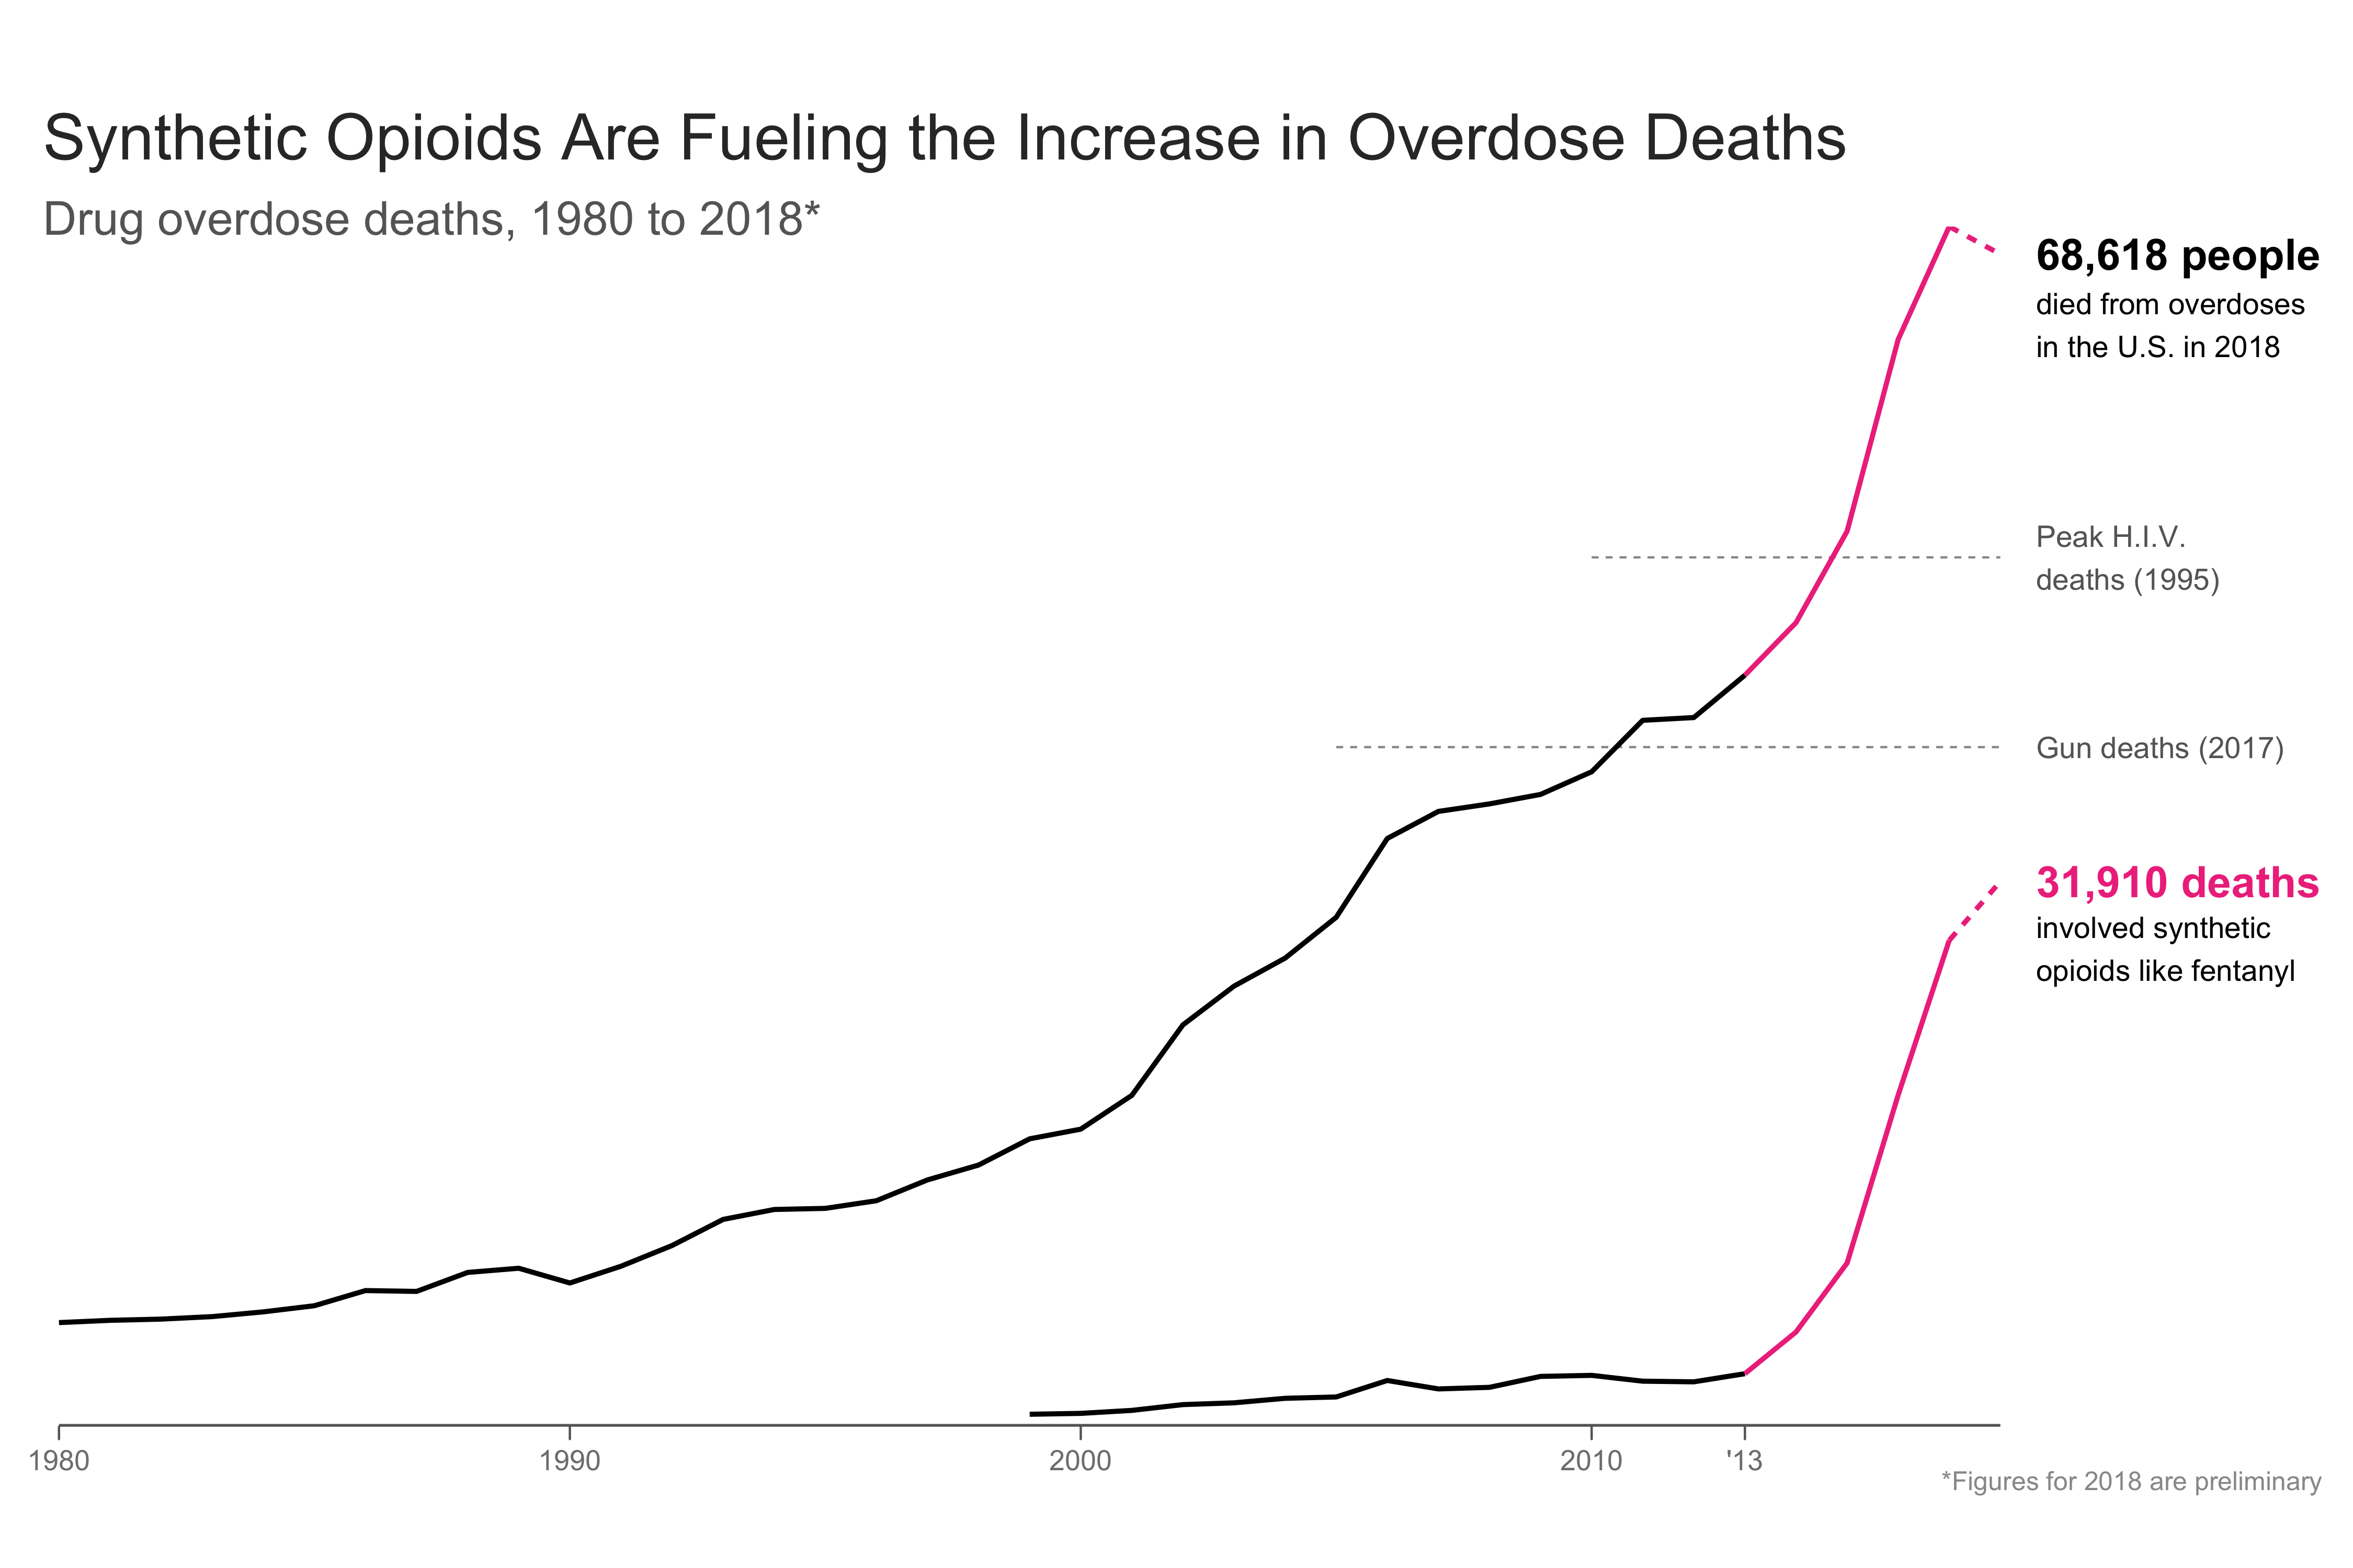 Synthetic Opioids Are Fueling the Increase in Overdose Deaths
Drug overdose deaths, 1980 to 2018*
68,618 people
died from overdoses
in the U.S. in 2018
Peak H.I.V.
deaths (1995)
Gun deaths (2017)
31,910 deaths
involved synthetic
opioids like fentanyl
1980
1990
2000
2010
'13
*Figures for 2018 are preliminary